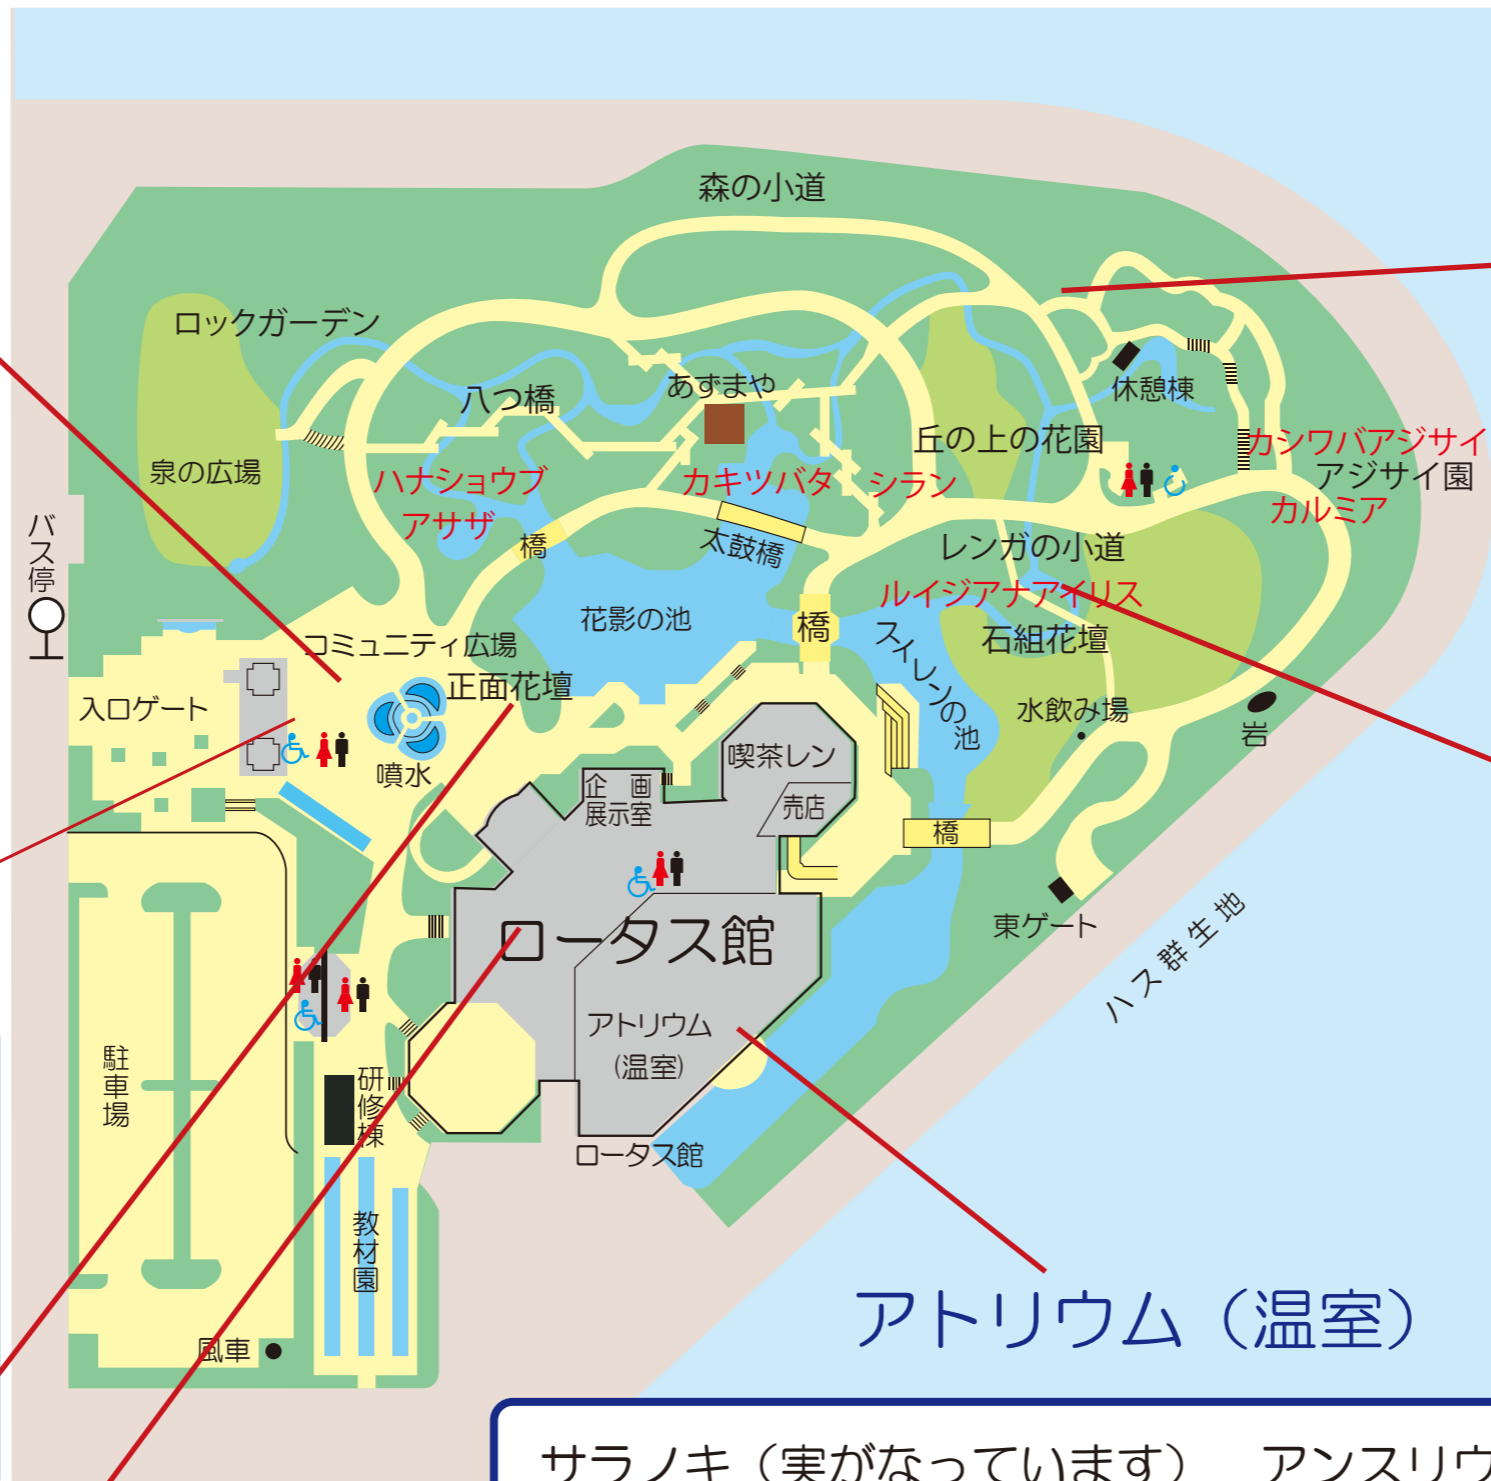 森の小道
ロックガーデン
八つ橋
あずまや
休憩棟
丘の上の花園
カシワバアジサイ
アジサイ園
カルミア
泉の広場
ハナショウブ
アサザ
カキツバタ
シラン
バス停
橋
太鼓橋
レンガの小道
ルイジアナアイリス
花影の池
橋
スイレンの池
石組花壇
コミュニティ広場
正面花壇
入口ゲート
水飲み場
岩
噴水
喫茶レン
企画
展示室
売店
橋
東ゲート
ハス群生地
ロータス館
アトリウム
(温室)
駐車場
研修棟
ロータス館
教材園
風車
アトリウム（温室）
サラノキ（実がなっています）　アンスリウ